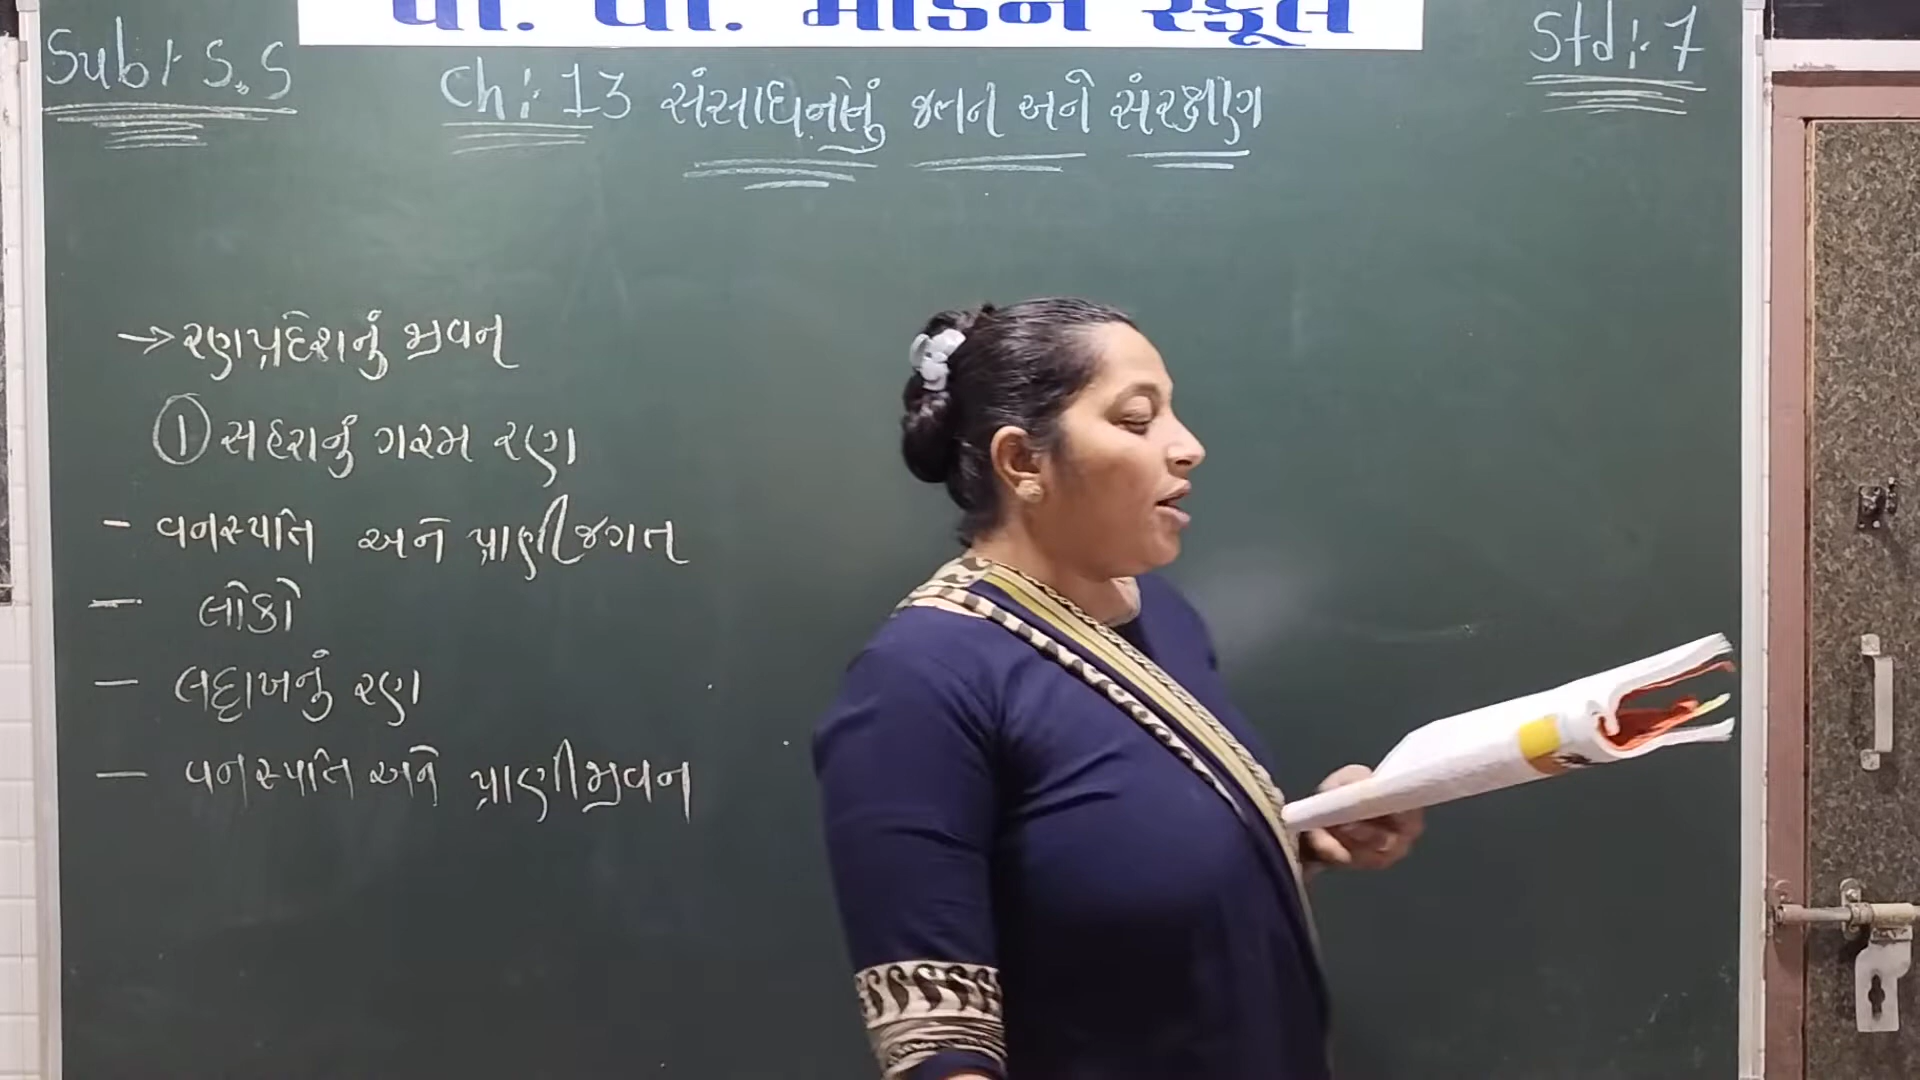 પી. પી. મોડર્ન સ્કૂલ
Sub:- S.S
Ch:- 13 સંસાધનોનું જતન અને સંરક્ષણ
Std:- 7
→ રણપ્રદેશનું જીવન
① સહરાનું ગરમ રણ
- વનસ્પતિ અને પ્રાણીજગત
- લોકો
- લદ્દાખનું રણ
- વનસ્પતિ અને પ્રાણીજીવન